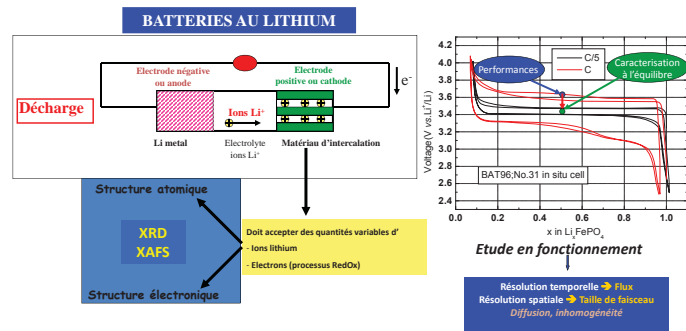 BATTERIES AU LITHIUM
Electrode négative
ou anode
Electrode
positive ou cathode
e-
Décharge
Ions Li+
Li metal
Electrolyte
ions Li+
Matériau d'intercalation
Structure atomique
XRD
XAFS
Structure électronique
Doit accepter des quantités variables d'
- Ions lithium
- Electrons (processus RedOx)
Performances
Caracterisation
à l'équilibre
C/5
C
Voltage(V vs.Li+/Li)
4.2
4.0
3.8
3.6
3.4
3.2
3.0
2.8
2.6
2.4
BAT96;No.31 in situ cell
0.0 0.2 0.4 0.6 0.8 1.0
x in LixFePO4
Etude en fonctionnement
Résolution temporelle ➔ Flux
Résolution spatiale ➔ Taille de faisceau
Diffusion, inhomogénéité